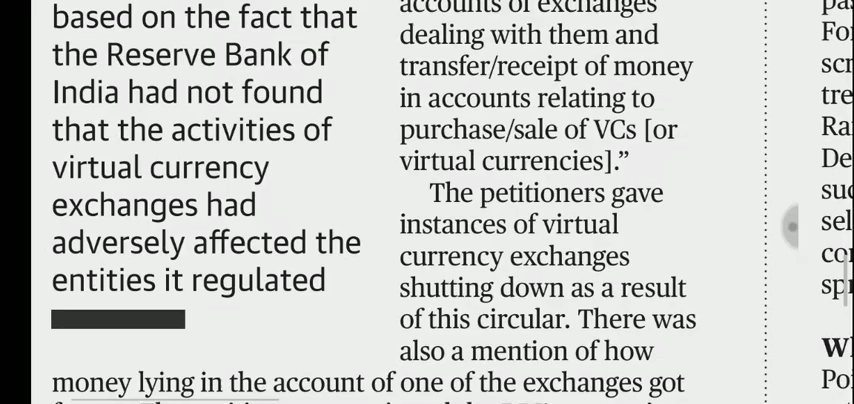 based on the fact that
the Reserve Bank of
India had not found
that the activities of
virtual currency
exchanges had
adversely affected the
entities it regulated
accounts of exchanges
dealing with them and
transfer/receipt of money
in accounts relating to
purchase/sale of VCs [or
virtual currencies].”
The petitioners gave
instances of virtual
currency exchanges
shutting down as a result
of this circular. There was
also a mention of how
money lying in the account of one of the exchanges got